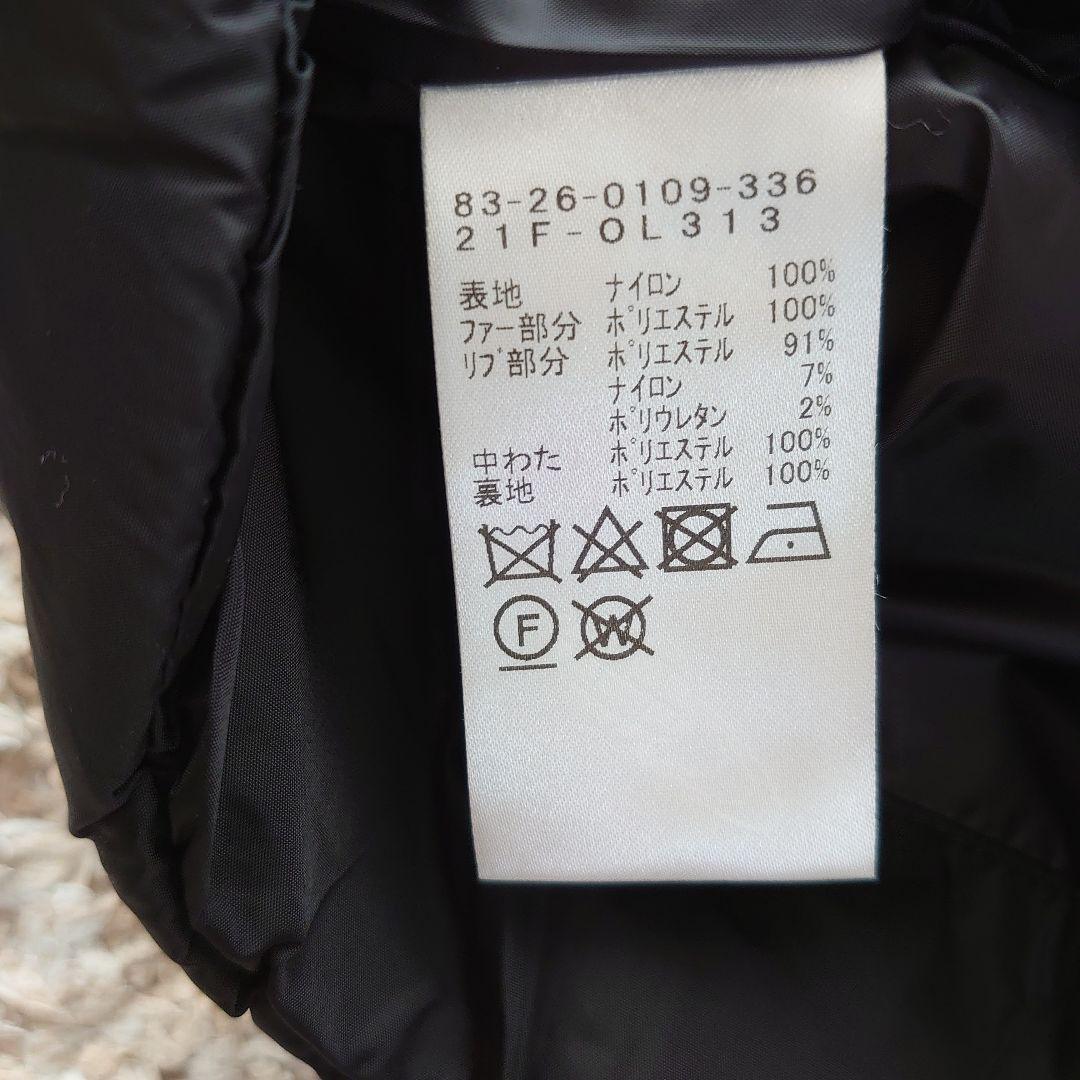 83-26-0109-336
21F-OL313
表地 ナイロン 100%
ファー部分 ポリエステル 100%
リブ部分 ポリエステル 91%
ナイロン 7%
ポリウレタン 2%
中わた ポリエステル 100%
裏地 ポリエステル 100%
F W